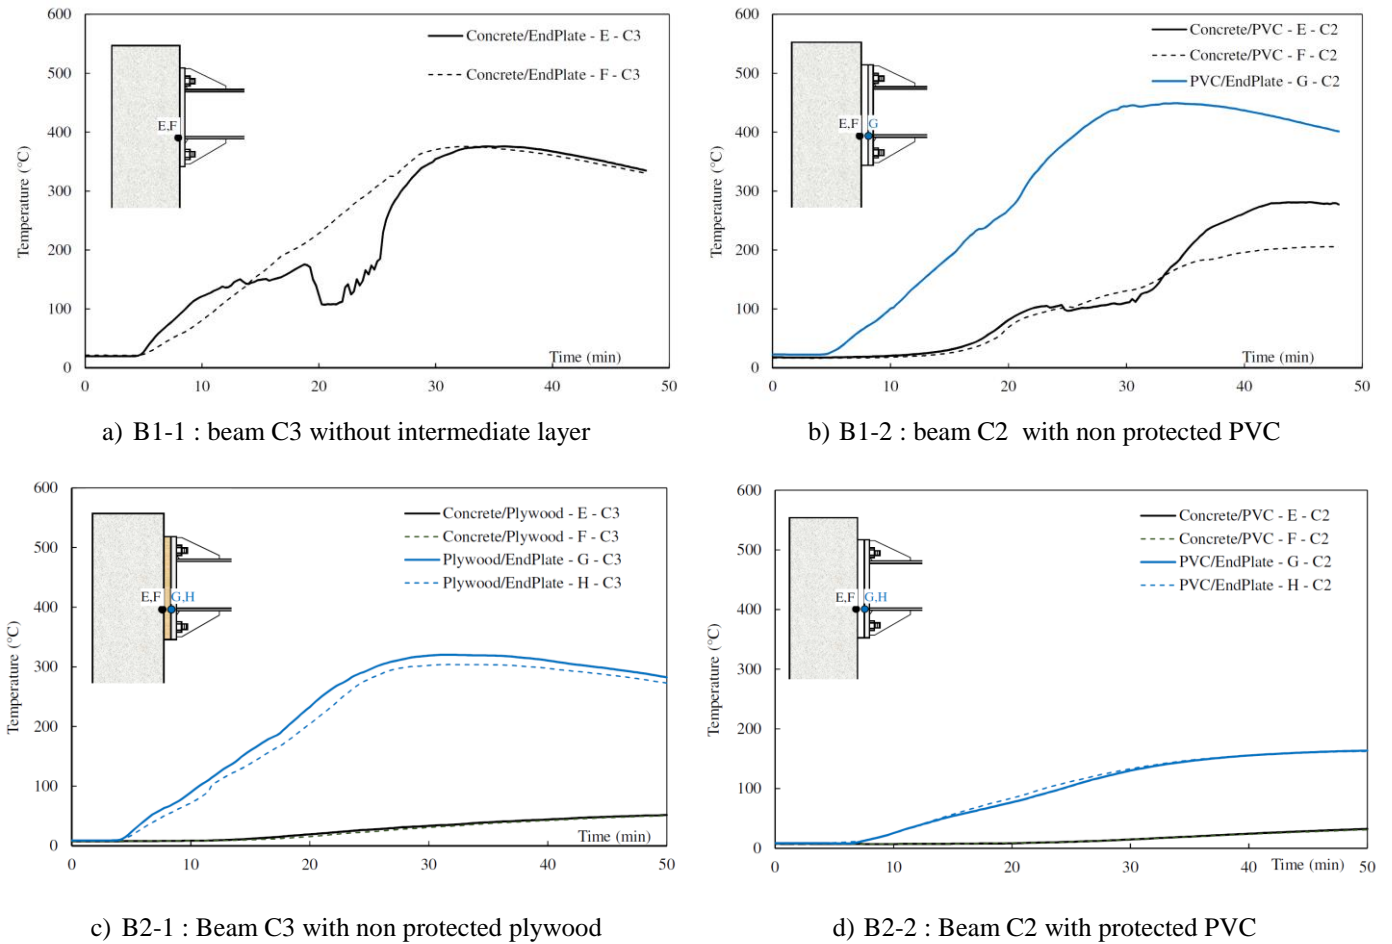 600
500
400
300
200
100
0
Temperature (°C)
Concrete/EndPlate - E - C3
Concrete/EndPlate - F - C3
E,F
Time (min)
0 10 20 30 40 50
a) B1-1 : beam C3 without intermediate layer
600
500
400
300
200
100
0
Temperature (°C)
Concrete/PVC - E - C2
Concrete/PVC - F - C2
PVC/EndPlate - G - C2
E,F G
Time (min)
0 10 20 30 40 50
b) B1-2 : beam C2 with non protected PVC
600
500
400
300
200
100
0
Temperature (°C)
Concrete/Plywood - E - C3
Concrete/Plywood - F - C3
Plywood/EndPlate - G - C3
Plywood/EndPlate - H - C3
E,F G,H
Time (min)
0 10 20 30 40 50
c) B2-1 : Beam C3 with non protected plywood
600
500
400
300
200
100
0
Temperature (°C)
Concrete/PVC - E - C2
Concrete/PVC - F - C2
PVC/EndPlate - G - C2
PVC/EndPlate - H - C2
E,F G,H
Time (min)
0 10 20 30 40 50
d) B2-2 : Beam C2 with protected PVC